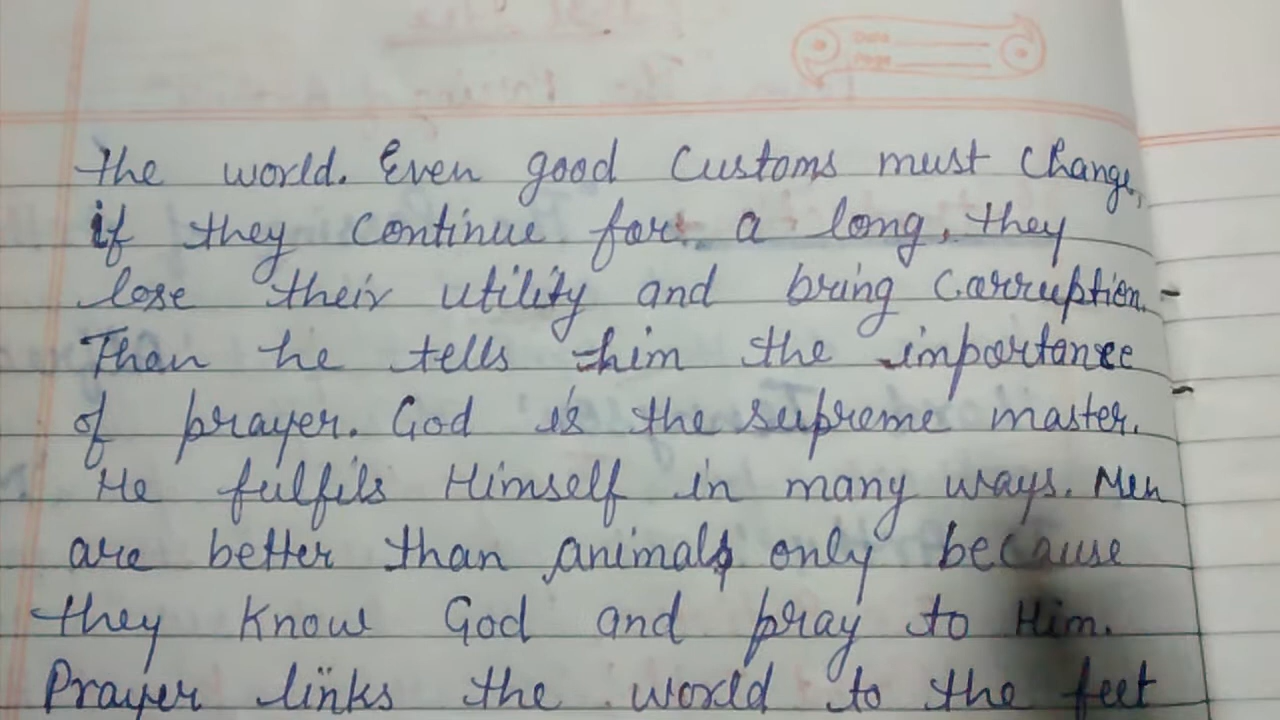 Date
Page
the world. Even good Customs must change,
if they continue for a long, they
lose their utility and bring Corruption.
Than he tells him the importance
of prayer. God is the supreme master.
He fulfils Himself in many ways. Men
are better than animals only because
they know God and pray to Him.
Prayer links the world to the feet